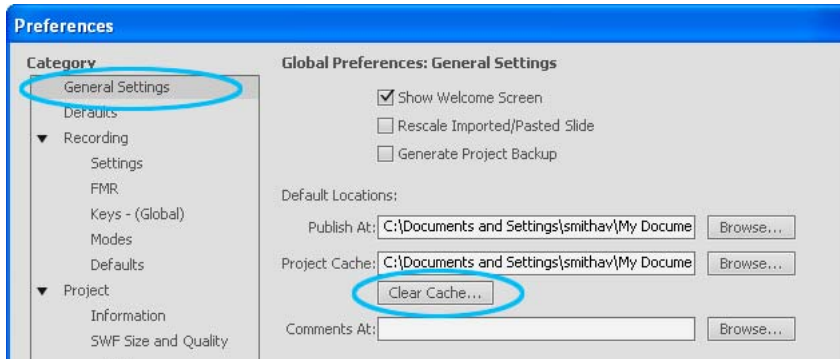 Preferences
Category
General Settings
Defaults
Recording
Settings
FMR
Keys - (Global)
Modes
Defaults
Project
Information
SWF Size and Quality
Global Preferences: General Settings
Show Welcome Screen
Rescale Imported/Pasted Slide
Generate Project Backup
Default Locations:
Publish At: C:\Documents and Settings\smithav\My Docume Browse...
Project Cache: C:\Documents and Settings\smithav\My Docume Browse...
Clear Cache...
Comments At: Browse...